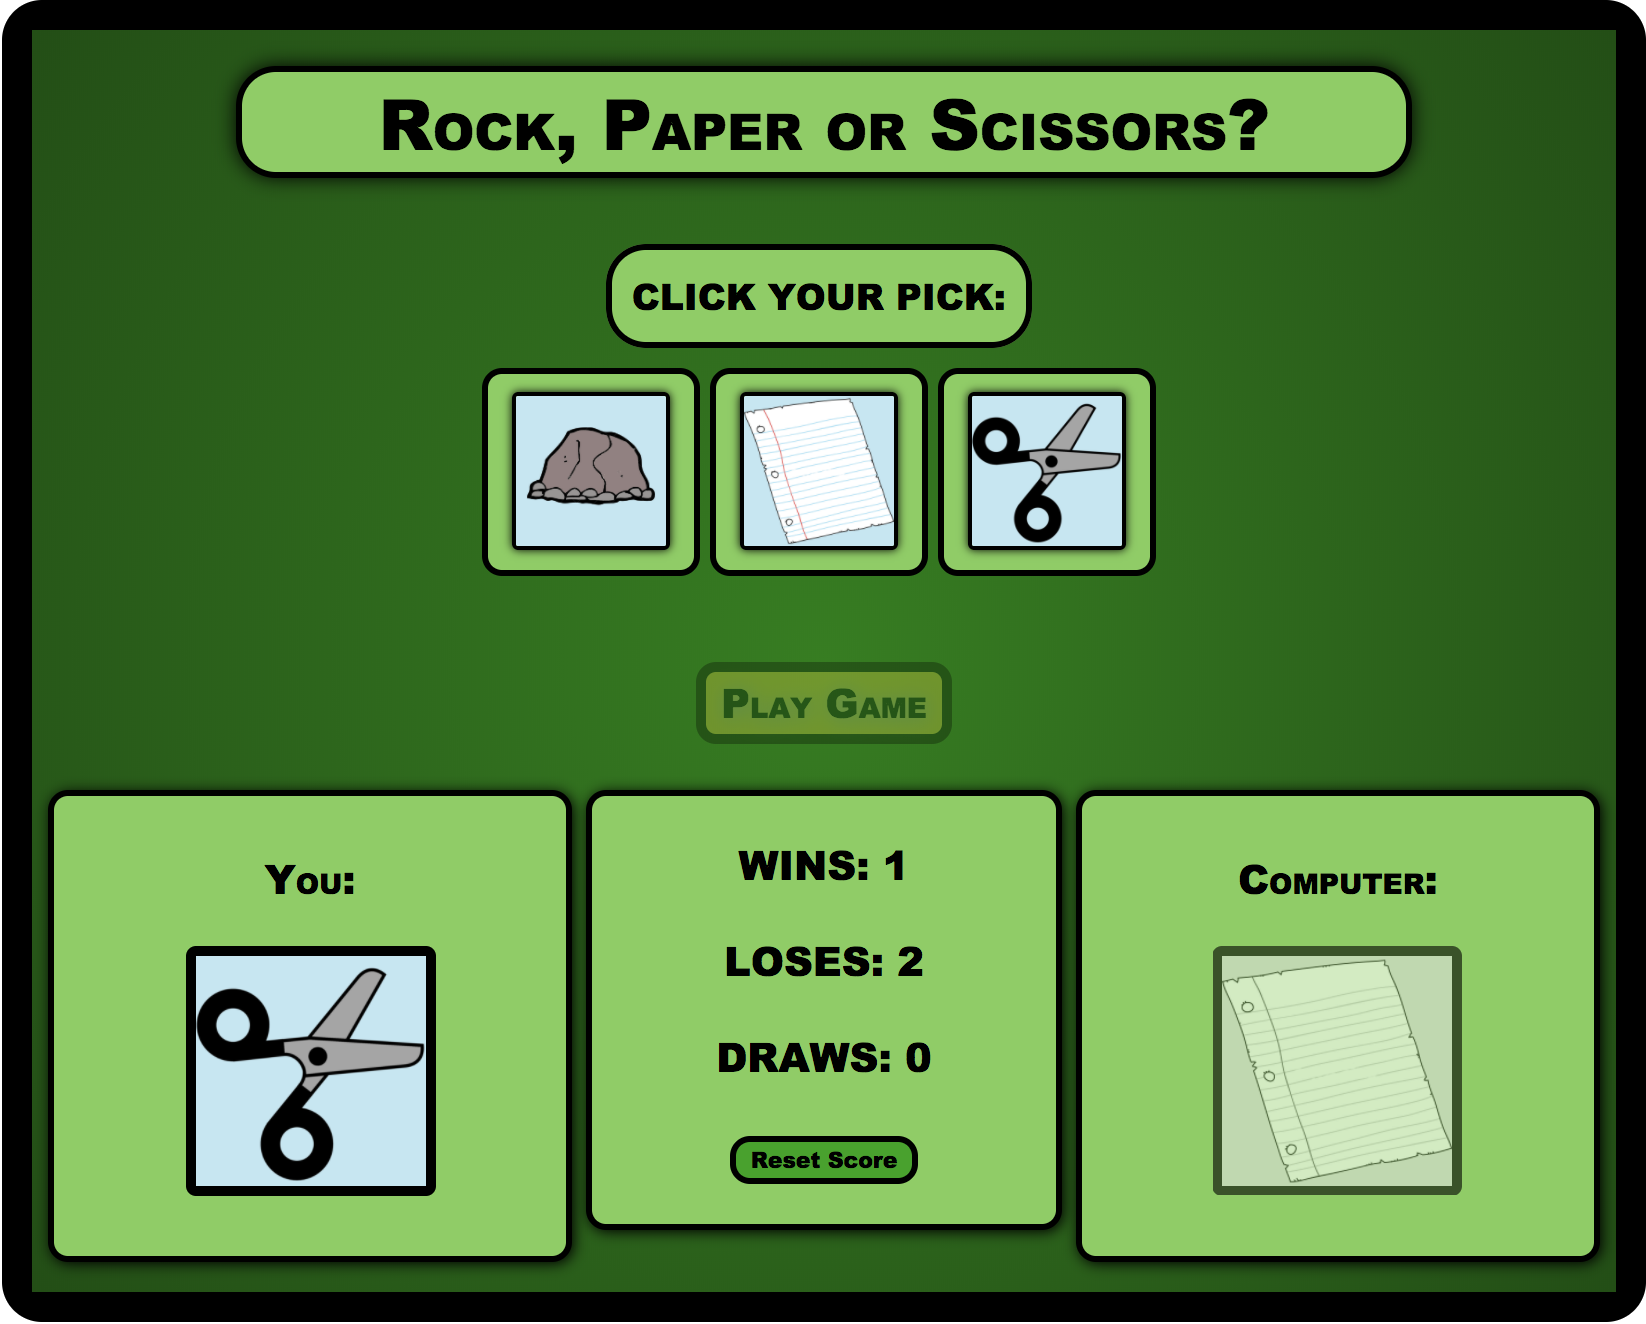 Rock, Paper or Scissors?
CLICK YOUR PICK:
Play Game
You:
WINS: 1
LOSES: 2
DRAWS: 0
Reset Score
Computer: